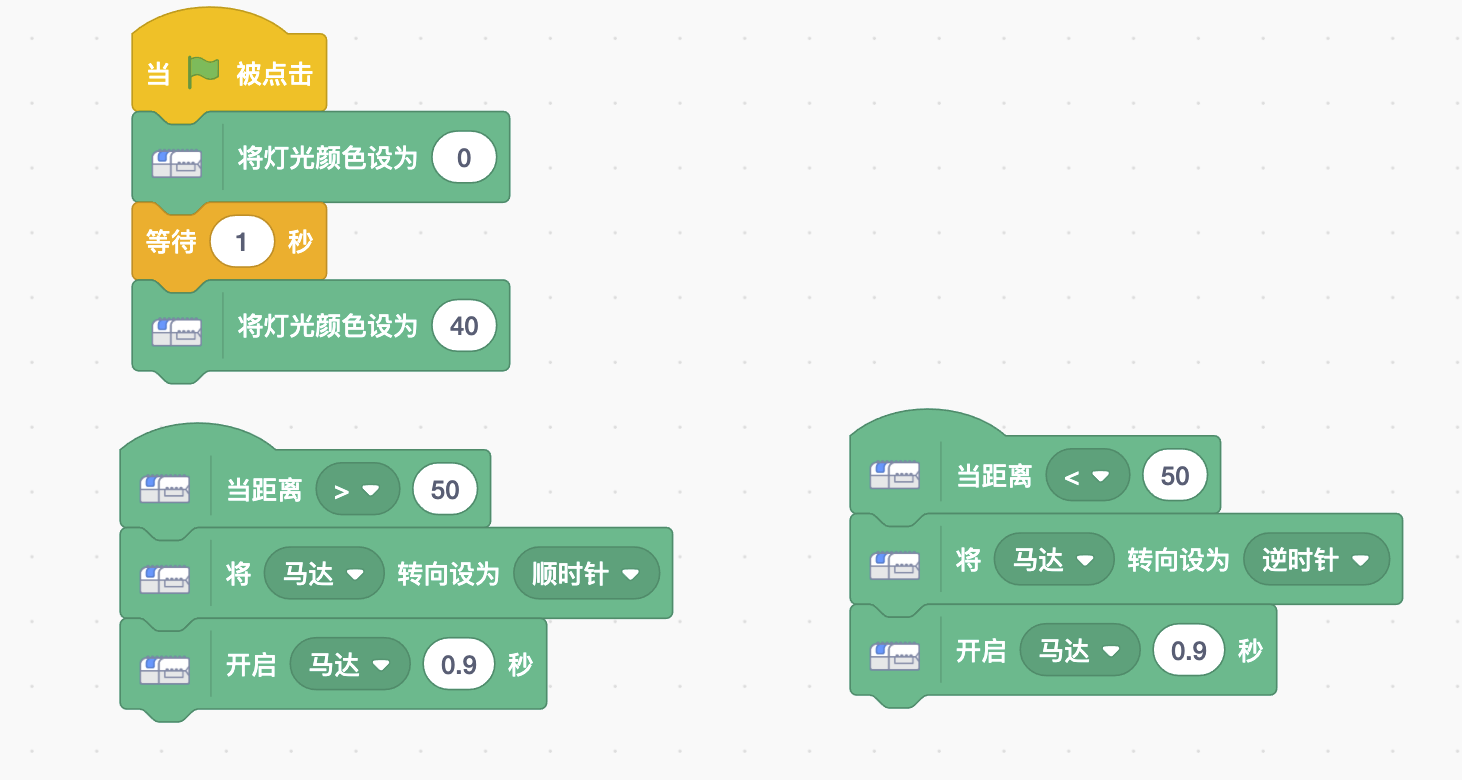 当 被点击
将灯光颜色设为 0
等待 1 秒
将灯光颜色设为 40
当距离 > 50
将 马达 转向设为 顺时针
开启 马达 0.9 秒
当距离 < 50
将 马达 转向设为 逆时针
开启 马达 0.9 秒